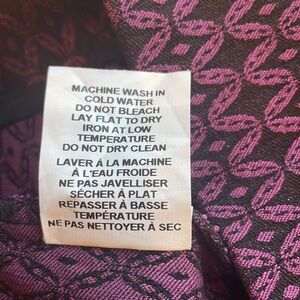 MACHINE WASH IN
COLD WATER
DO NOT BLEACH
LAY FLAT TO DRY
IRON AT LOW
TEMPERATURE
DO NOT DRY CLEAN
LAVER À LA MACHINE
À L'EAU FROIDE
NE PAS JAVELLISER
SÉCHER À PLAT
REPASSER À BASSE
TEMPÉRATURE
NE PAS NETTOYER À SEC